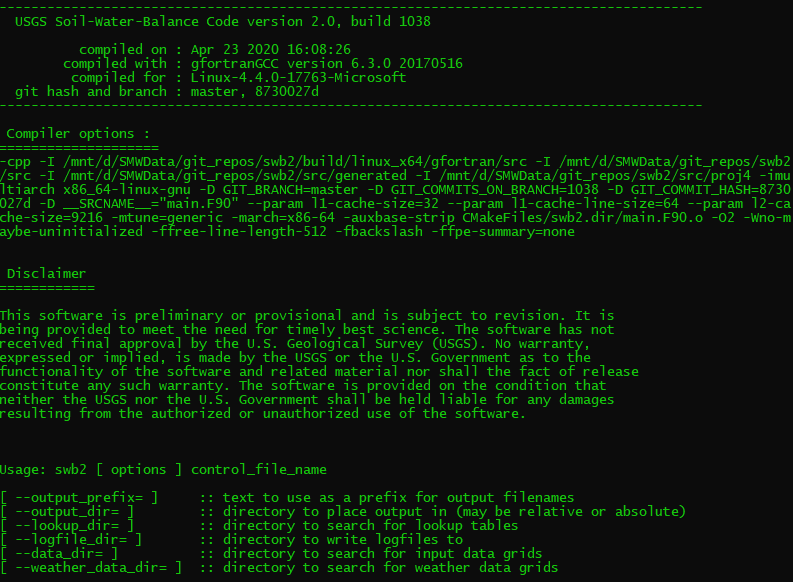 ----------------------------------------------------------------------------------------
  USGS Soil-Water-Balance Code version 2.0, build 1038

          compiled on : Apr 23 2020 16:08:26
        compiled with : gfortranGCC version 6.3.0 20170516
         compiled for : Linux-4.4.0-17763-Microsoft
  git hash and branch : master, 8730027d
----------------------------------------------------------------------------------------

 Compiler options :
====================
-cpp -I /mnt/d/SMWData/git_repos/swb2/build/linux_x64/gfortran/src -I /mnt/d/SMWData/git_repos/swb2
/src -I /mnt/d/SMWData/git_repos/swb2/src/generated -I /mnt/d/SMWData/git_repos/swb2/src/proj4 -imu
ltiarch x86_64-linux-gnu -D GIT_BRANCH=master -D GIT_COMMITS_ON_BRANCH=1038 -D GIT_COMMIT_HASH=8730
027d -D __SRCNAME__="main.F90" --param l1-cache-size=32 --param l1-cache-line-size=64 --param l2-ca
che-size=9216 -mtune=generic -march=x86-64 -auxbase-strip CMakeFiles/swb2.dir/main.F90.o -O2 -Wno-m
aybe-uninitialized -ffree-line-length-512 -fbackslash -ffpe-summary=none

 Disclaimer
============

This software is preliminary or provisional and is subject to revision. It is
being provided to meet the need for timely best science. The software has not
received final approval by the U.S. Geological Survey (USGS). No warranty,
expressed or implied, is made by the USGS or the U.S. Government as to the
functionality of the software and related material nor shall the fact of release
constitute any such warranty. The software is provided on the condition that
neither the USGS nor the U.S. Government shall be held liable for any damages
resulting from the authorized or unauthorized use of the software.

Usage: swb2 [ options ] control_file_name

[ --output_prefix= ]     :: text to use as a prefix for output filenames
[ --output_dir= ]        :: directory to place output in (may be relative or absolute)
[ --lookup_dir= ]        :: directory to search for lookup tables
[ --logfile_dir= ]       :: directory to write logfiles to
[ --data_dir= ]          :: directory to search for input data grids
[ --weather_data_dir= ]  :: directory to search for weather data grids